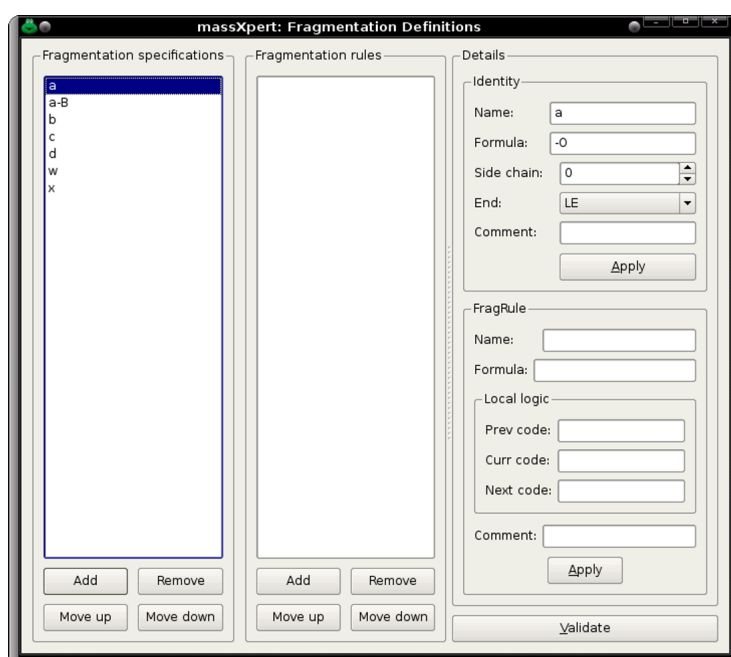 massXpert: Fragmentation Definitions
Fragmentation specifications
a
a-B
b
c
d
w
x
Add
Remove
Move up
Move down
Fragmentation rules
Add
Remove
Move up
Move down
Details
Identity
Name: a
Formula: -O
Side chain: 0
End: LE
Comment:
Apply
FragRule
Name:
Formula:
Local logic
Prev code:
Curr code:
Next code:
Comment:
Apply
Validate